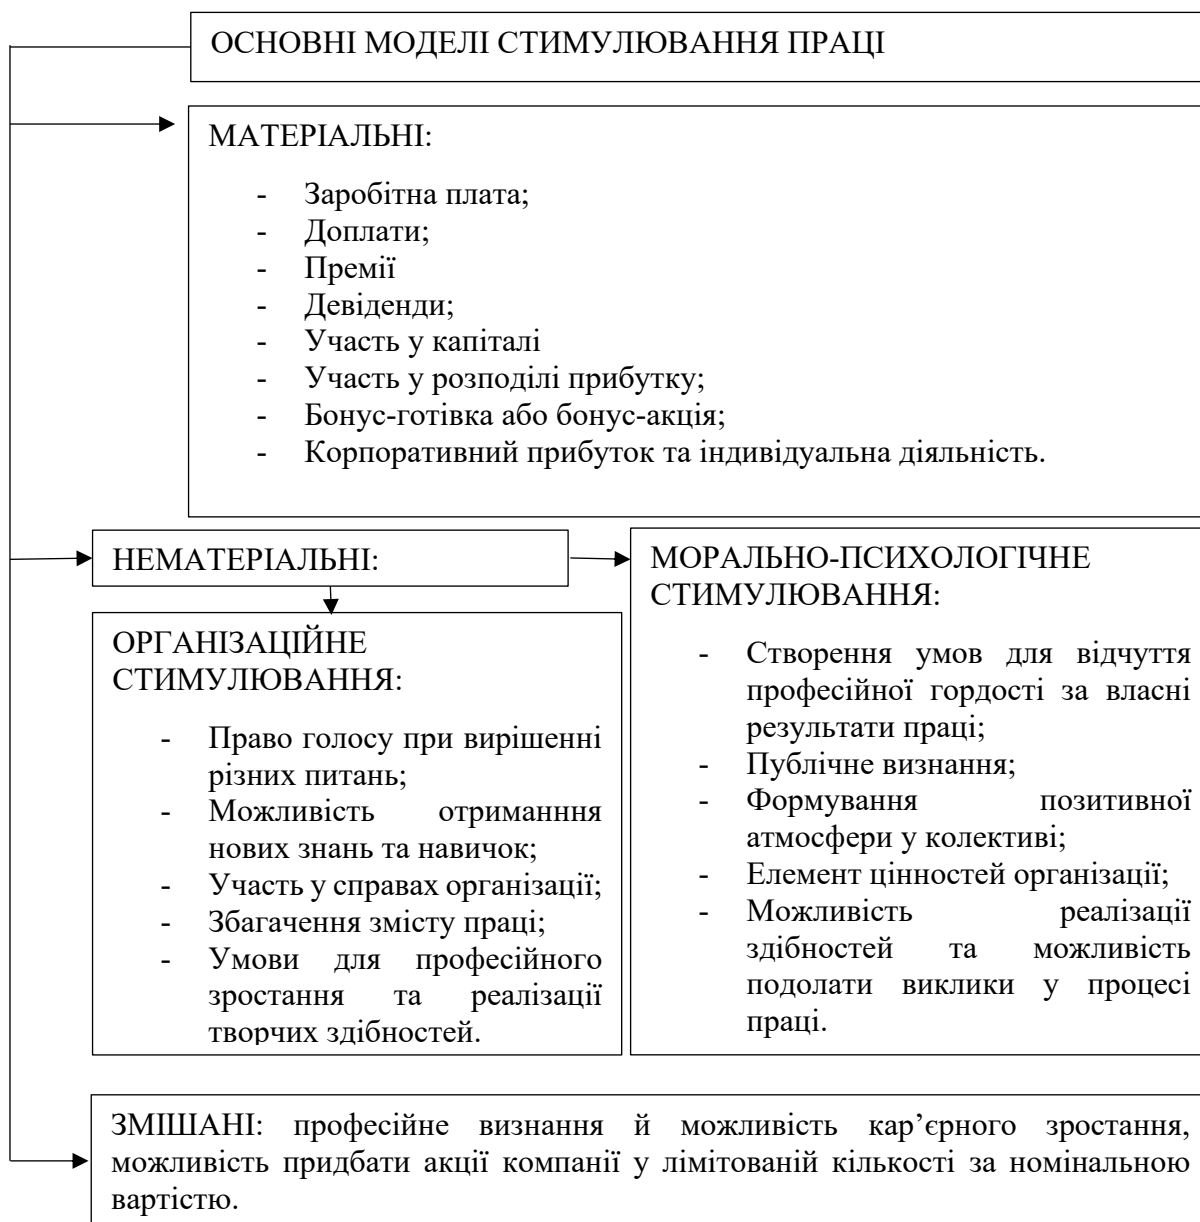 ОСНОВНІ МОДЕЛІ СТИМУЛЮВАННЯ ПРАЦІ
МАТЕРІАЛЬНІ:
- Заробітна плата;
- Доплати;
- Премії
- Девіденди;
- Участь у капіталі
- Участь у розподілі прибутку;
- Бонус-готівка або бонус-акція;
- Корпоративний прибуток та індивідуальна діяльність.
НЕМАТЕРІАЛЬНІ:
ОРГАНІЗАЦІЙНЕ
СТИМУЛЮВАННЯ:
- Право голосу при вирішенні
різних питань;
- Можливість отриманння
нових знань та навичок;
- Участь у справах організації;
- Збагачення змісту праці;
- Умови для професійного
зростання та реалізації
творчих здібностей.
МОРАЛЬНО-ПСИХОЛОГІЧНЕ
СТИМУЛЮВАННЯ:
- Створення умов для відчуття
професійної гордості за власні
результати праці;
- Публічне визнання;
- Формування позитивної
атмосфери у колективі;
- Елемент цінностей організації;
- Можливість реалізації
здібностей та можливість
подолати виклики у процесі
праці.
ЗМІШАНІ: професійне визнання й можливість кар’єрного зростання,
можливість придбати акції компанії у лімітованій кількості за номінальною
вартістю.